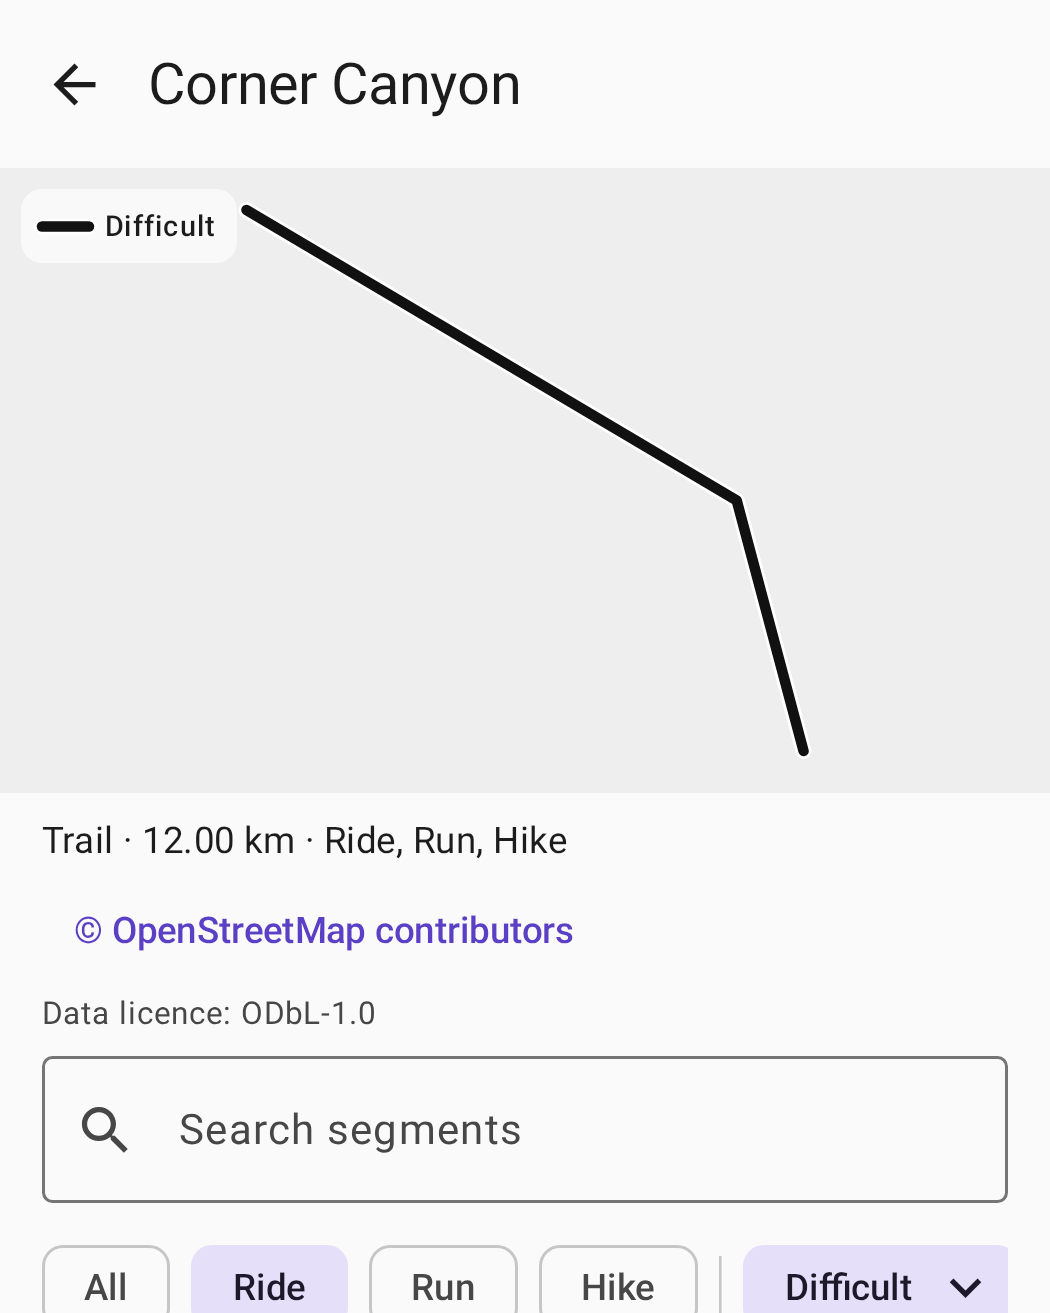 Corner Canyon
Difficult
Trail · 12.00 km · Ride, Run, Hike
© OpenStreetMap contributors
Data licence: ODbL-1.0
Search segments
All Ride Run Hike Difficult